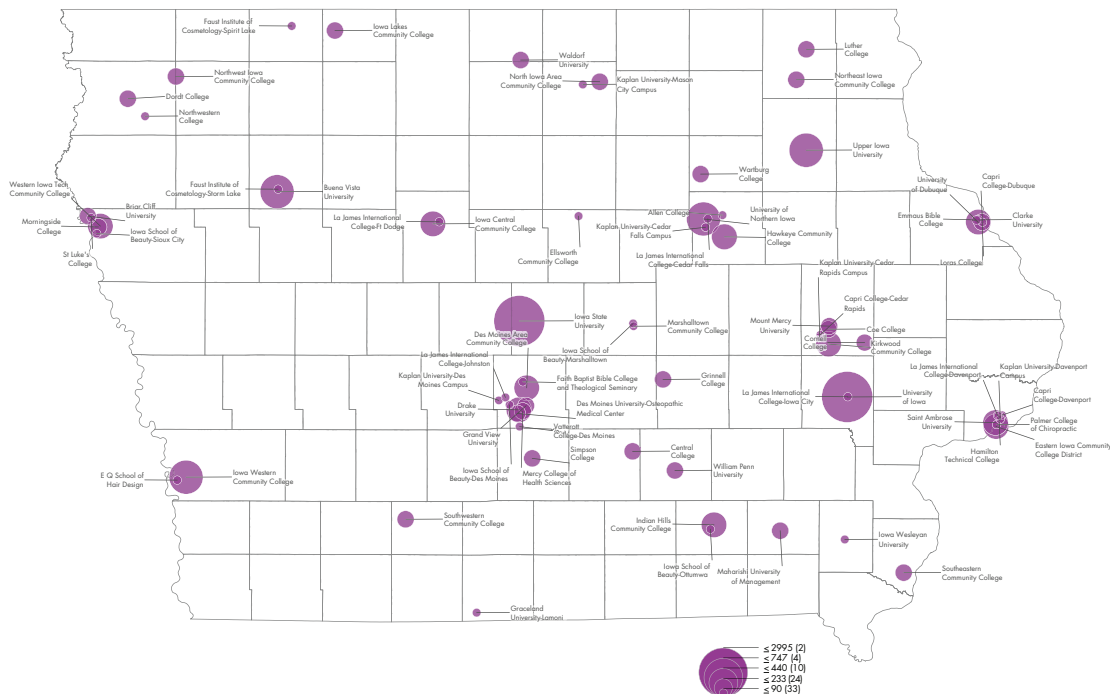 Faust Institute of
Cosmetology-Spirit Lake
Iowa Lakes
Community College
Luther
College
Waldorf
University
Northwest Iowa
Community College
North Iowa Area
Community College
Kaplan University-Mason
City Campus
Northeast Iowa
Community College
Dordt College
Northwestern
College
Upper Iowa
University
Wartburg
College
Capri
College-Dubuque
University
of Dubuque
Western Iowa Tech
Community College
Faust Institute of
Cosmetology-Storm Lake
Buena Vista
University
Briar Cliff
University
Morningside
College
Iowa School of
Beauty-Sioux City
St Luke's
College
La James International
College-Ft Dodge
Iowa Central
Community College
Ellsworth
Community College
Allen College
University of
Northern Iowa
Kaplan University-Cedar
Falls Campus
Hawkeye Community
College
La James International
College-Cedar Falls
Emmaus Bible
College
Clarke
University
Loras College
Kaplan University-Cedar
Rapids Campus
Capri College-Cedar
Rapids
Mount Mercy
University
Coe College
Cornell
College
Kirkwood
Community College
Iowa State
University
Des Moines Area
Community College
Marshalltown
Community College
Iowa School of
Beauty-Marshalltown
La James International
College-Johnston
Kaplan University-Des
Moines Campus
Faith Baptist Bible College
and Theological Seminary
Grinnell
College
Drake
University
Des Moines University-Osteopathic
Medical Center
Grand View
University
Vatterott
College-Des Moines
Simpson
College
Iowa School of
Beauty-Des Moines
Mercy College of
Health Sciences
Central
College
William Penn
University
La James International
College-Iowa City
University
of Iowa
La James International
College-Davenport
Kaplan University-Davenport
Campus
Capri
College-Davenport
Saint Ambrose
University
Palmer College
of Chiropractic
Hamilton
Technical College
Eastern Iowa Community
College District
E Q School of
Hair Design
Iowa Western
Community College
Southwestern
Community College
Indian Hills
Community College
Iowa School of
Beauty-Ottumwa
Maharishi University
of Management
Iowa Wesleyan
University
Southeastern
Community College
Graceland
University-Lamoni
≤ 2995 (2)
≤ 747 (4)
≤ 440 (10)
≤ 233 (24)
≤ 90 (33)